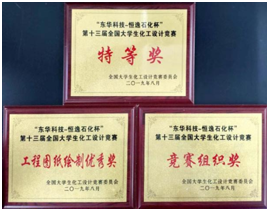 “东华科技-恒逸石化杯”
第十三届全国大学生化工设计竞赛
特等奖
全国大学生化工设计竞赛委员会
二〇一九年八月
“东华科技-恒逸石化杯”
第十三届全国大学生化工设计竞赛
工程图纸绘制优秀奖
全国大学生化工设计竞赛委员会
二〇一九年八月
“东华科技-恒逸石化杯”
第十三届全国大学生化工设计竞赛
竞赛组织奖
全国大学生化工设计竞赛委员会
二〇一九年八月